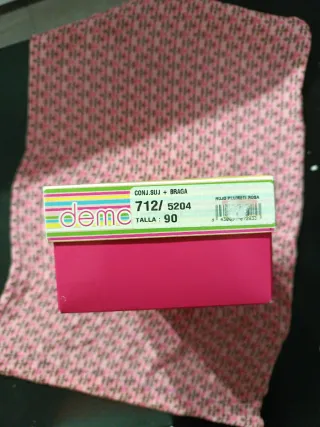 CONJ.SUJ + BRAGA
demo
712/ 5204
TALLA : 90